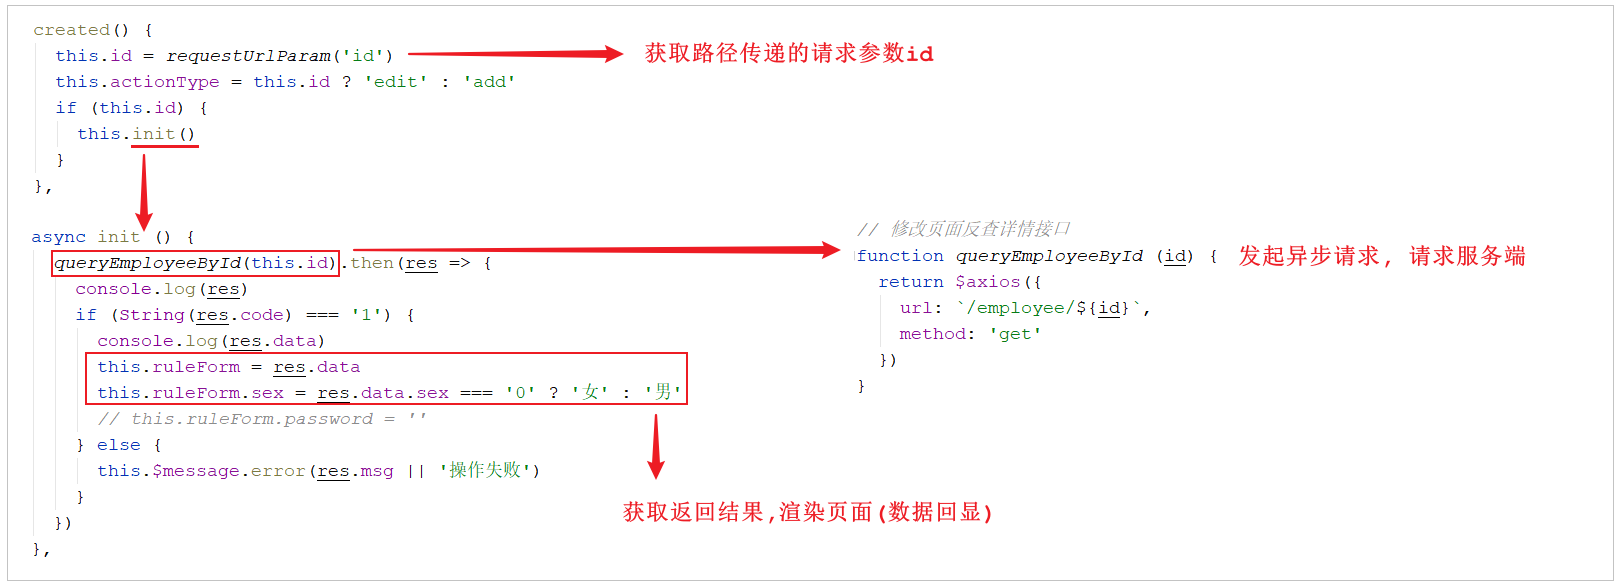 created() {
this.id = requestUrlParam('id')
获取路径传递的请求参数id
this.actionType = this.id ? 'edit' : 'add'
if (this.id) {
this.init()
}
},
async init () {
queryEmployeeById(this.id).then(res => {
console.log(res)
if (String(res.code) === '1') {
console.log(res.data)
this.ruleForm = res.data
this.ruleForm.sex = res.data.sex === '0' ? '女' : '男'
// this.ruleForm.password = ''
} else {
this.$message.error(res.msg || '操作失败')
}
})
},
// 修改页面反查详情接口
function queryEmployeeById (id) {
发起异步请求, 请求服务端
return $axios({
url: `/employee/${id}`,
method: 'get'
})
}
获取返回结果,渲染页面(数据回显)